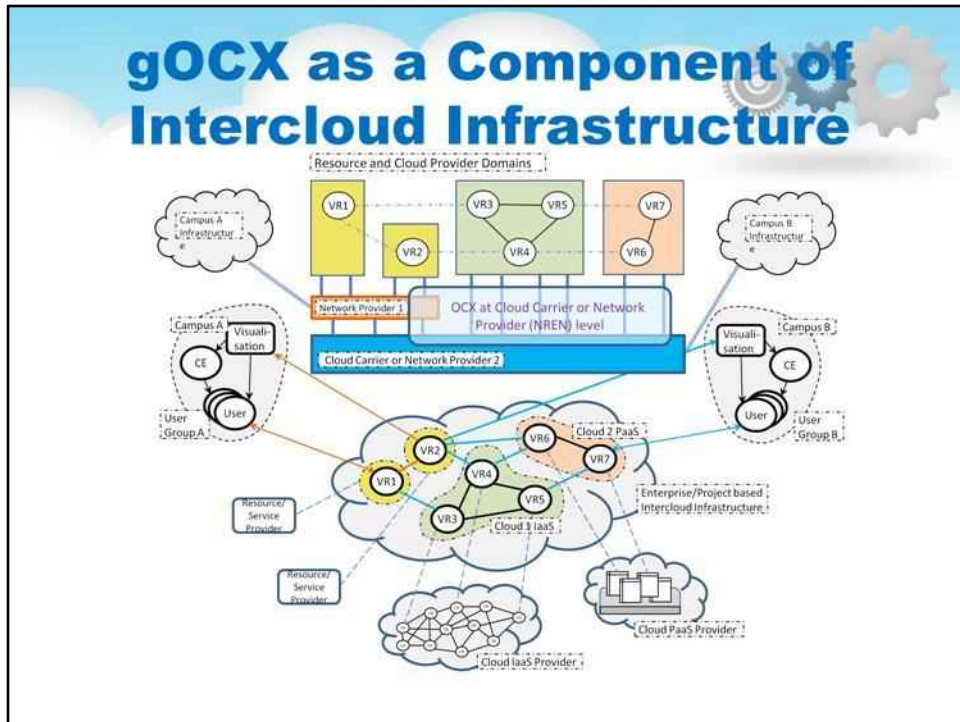 gOCX as a Component of
Intercloud Infrastructure
Resource and Cloud Provider Domains
VR1
VR3
VR5
VR7
VR2
VR4
VR6
Campus A
Infrastructur
e
Campus B
Infrastructur
e
Network Provider 1
OCX at Cloud Carrier or Network
Provider (NREN) level
Cloud Carrier or Network Provider 2
Campus A
Visuali-
sation
CE
User
User
Group A
Visuali-
sation
Campus B
CE
User
User
Group B
VR6
Cloud 2 PaaS
VR2
VR7
VR4
VR1
VR5
VR3
Cloud 1 IaaS
Enterprise/Project based
Intercloud Infrastructure
Resource/
Service
Provider
Resource/
Service
Provider
Cloud PaaS Provider
Cloud IaaS Provider